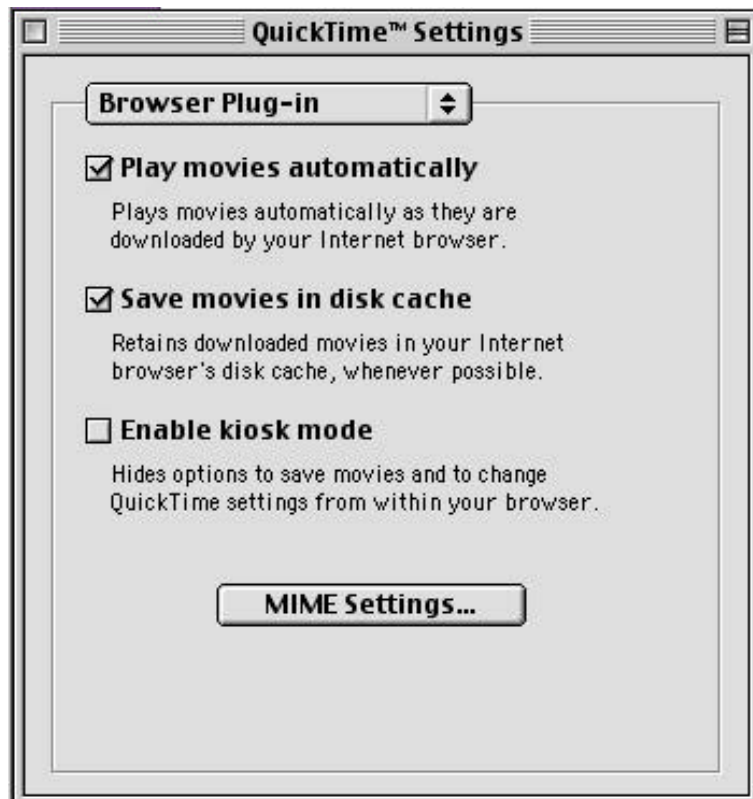 QuickTime™ Settings
Browser Plug-in
Play movies automatically
Plays movies automatically as they are
downloaded by your Internet browser.
Save movies in disk cache
Retains downloaded movies in your Internet
browser's disk cache, whenever possible.
Enable kiosk mode
Hides options to save movies and to change
QuickTime settings from within your browser.
MIME Settings...